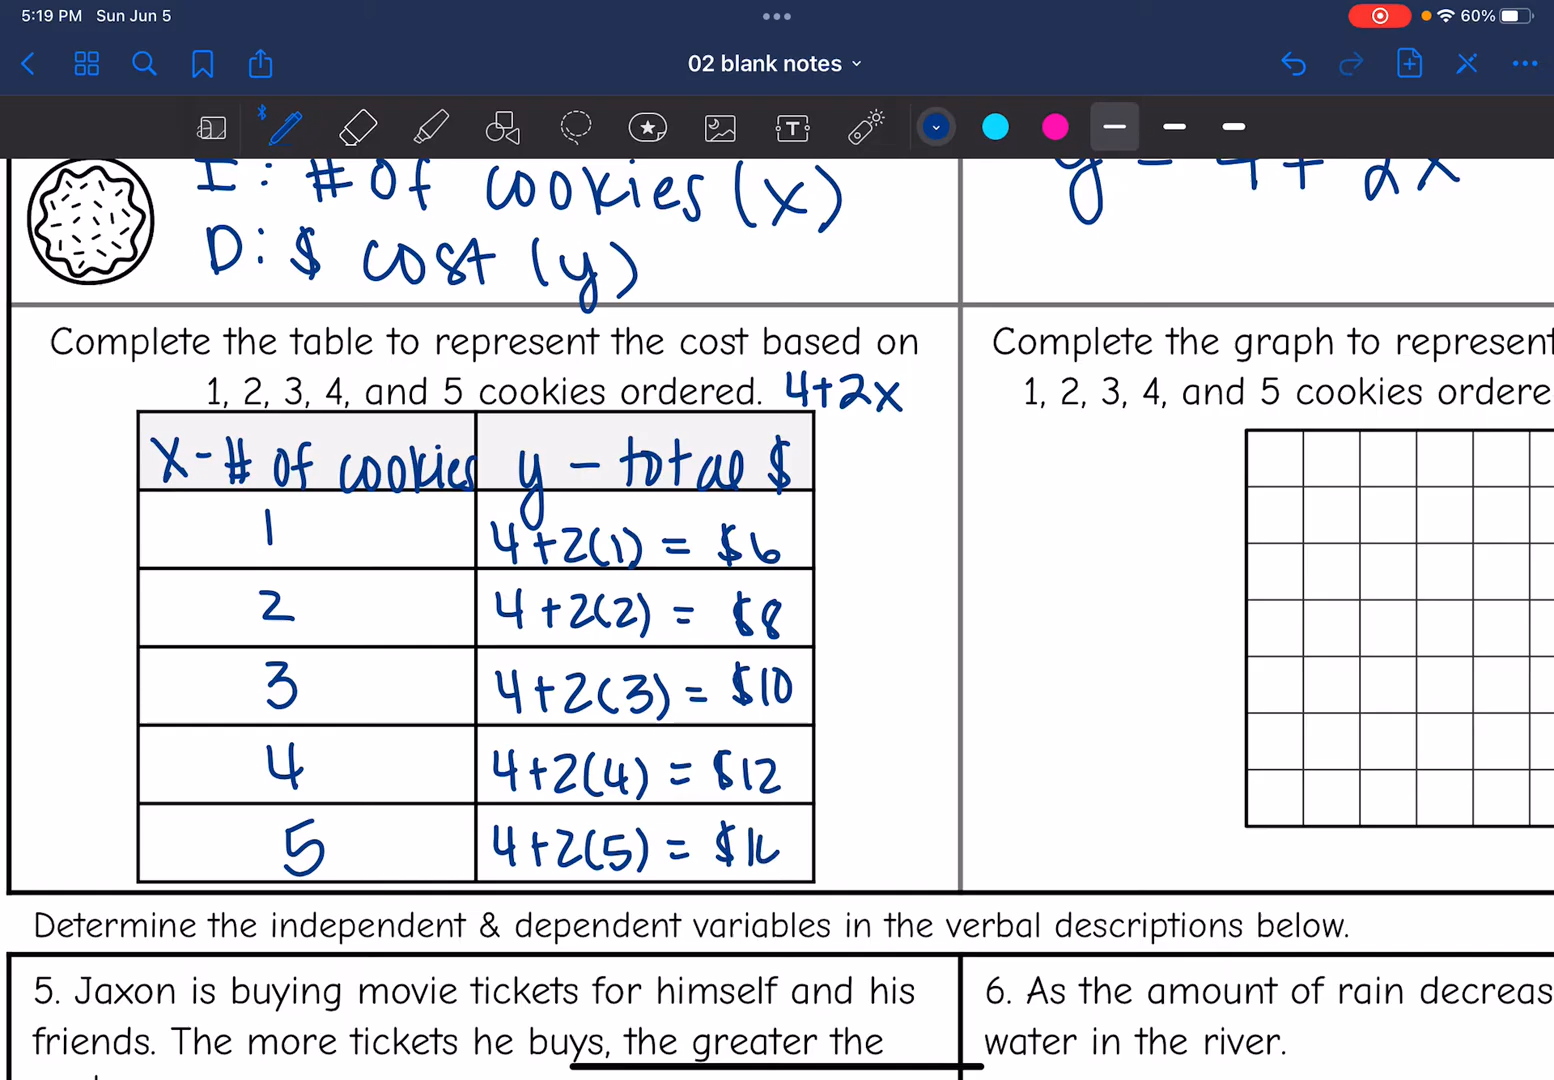 5:19 PM Sun Jun 5
60%
02 blank notes
T
I: # of cookies (x)
D: $ cost (y)
y = 4 + 2x
Complete the table to represent the cost based on
1, 2, 3, 4, and 5 cookies ordered. 4+2x
x - # of cookies y - total $
1 4+2(1) = $6
2 4+2(2) = $8
3 4+2(3) = $10
4 4+2(4) = $12
5 4+2(5) =
Complete the graph to represent
1, 2, 3, 4, and 5 cookies ordere
Determine the independent & dependent variables in the verbal descriptions below.
5. Jaxon is buying movie tickets for himself and his
friends. The more tickets he buys, the greater the
6. As the amount of rain decreas
water in the river.